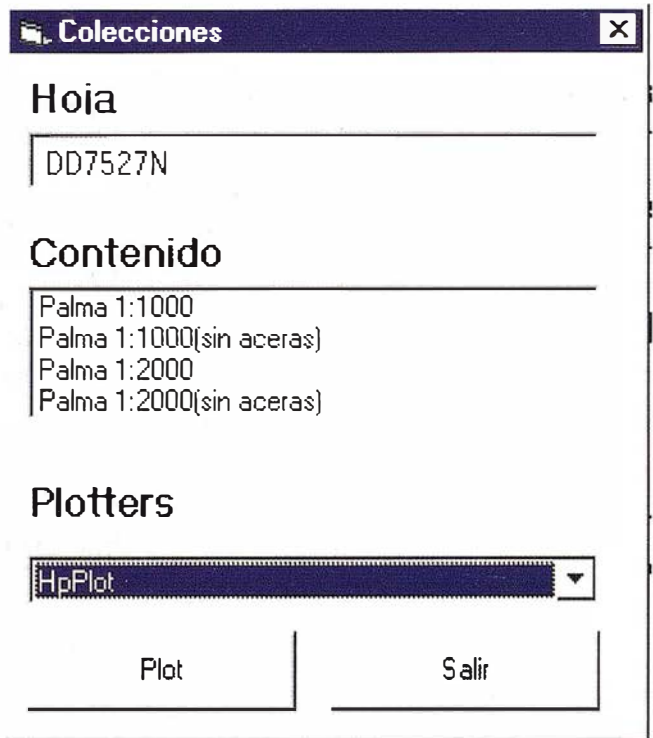 Colecciones
Hoja
DD7527N
Contenido
Palma 1:1000
Palma 1:1000(sin aceras)
Palma 1:2000
Palma 1:2000(sin aceras)
Plotters
HpPlot
Plot
Salir